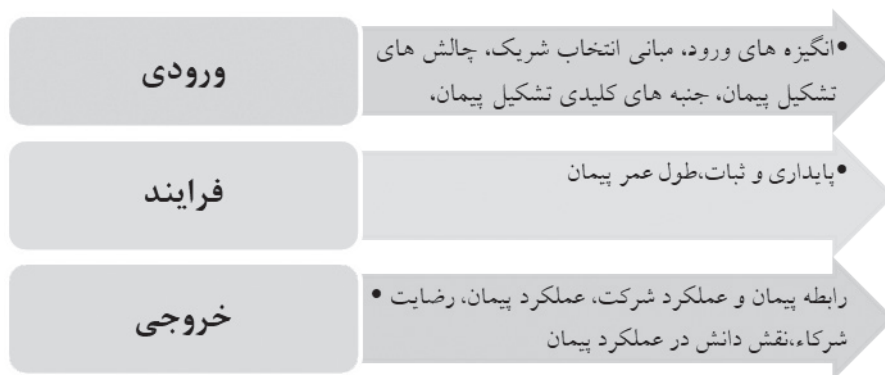 ورودی
•انگیزه های ورود، مبانی انتخاب شریک، چالش های
تشکیل پیمان، جنبه های کلیدی تشکیل پیمان،
فرایند
•پایداری و ثبات،طول عمر پیمان
خروجی
رابطه پیمان و عملکرد شرکت، عملکرد پیمان، رضایت •
شرکاء،نقش دانش در عملکرد پیمان